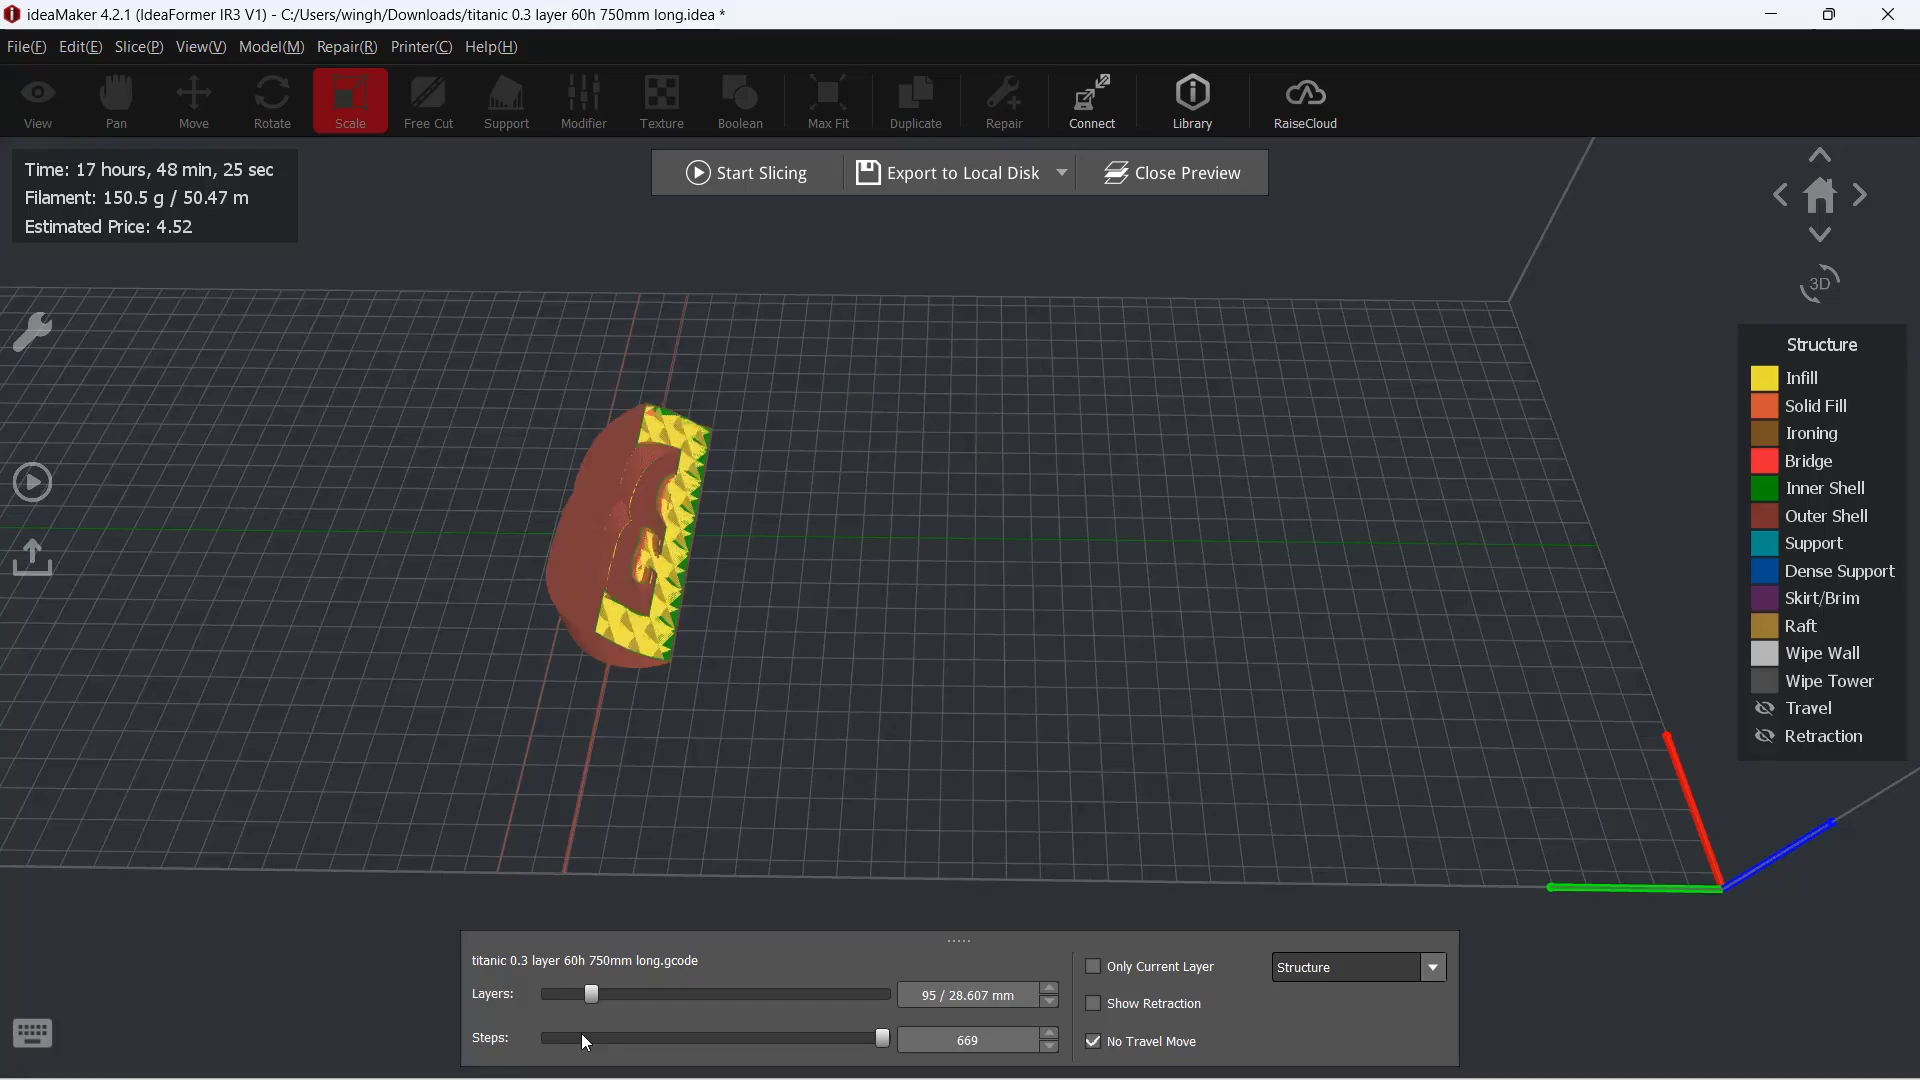 ideaMaker 4.2.1 (IdeaFormer IR3 V1) - C:/Users/wingh/Downloads/titanic 0.3 layer 60h 750mm long.idea *
File(F) Edit(E) Slice(P) View(V) Model(M) Repair(R) Printer(C) Help(H)
View Pan Move Rotate Scale Free Cut Support Modifier Texture Boolean Max Fit Duplicate Repair Connect Library RaiseCloud
Time: 17 hours, 48 min, 25 sec
Filament: 150.5 g / 50.47 m
Estimated Price: 4.52
Start Slicing Export to Local Disk Close Preview
3D
Structure
Infill
Solid Fill
Ironing
Bridge
Inner Shell
Outer Shell
Support
Dense Support
Skirt/Brim
Raft
Wipe Wall
Wipe Tower
Travel
Retraction
titanic 0.3 layer 60h 750mm long.gcode
Layers: 95 / 28.607 mm
Steps: 669
Only Current Layer
Show Retraction
No Travel Move
Structure